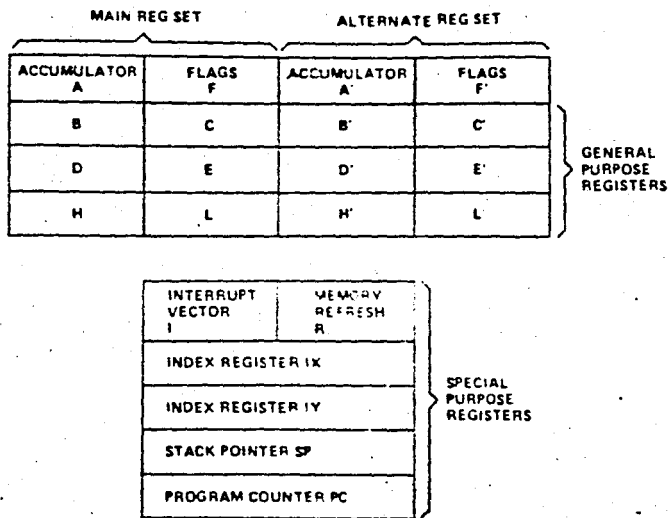 MAIN REG SET
ALTERNATE REG SET
ACCUMULATOR
A
FLAGS
F
ACCUMULATOR
A'
FLAGS
F'
B
C
B'
C'
D
E
D'
E'
H
L
H'
L
GENERAL
PURPOSE
REGISTERS
INTERRUPT
VECTOR
I
MEMORY
REFRESH
R
INDEX REGISTER IX
INDEX REGISTER IY
STACK POINTER SP
PROGRAM COUNTER PC
SPECIAL
PURPOSE
REGISTERS